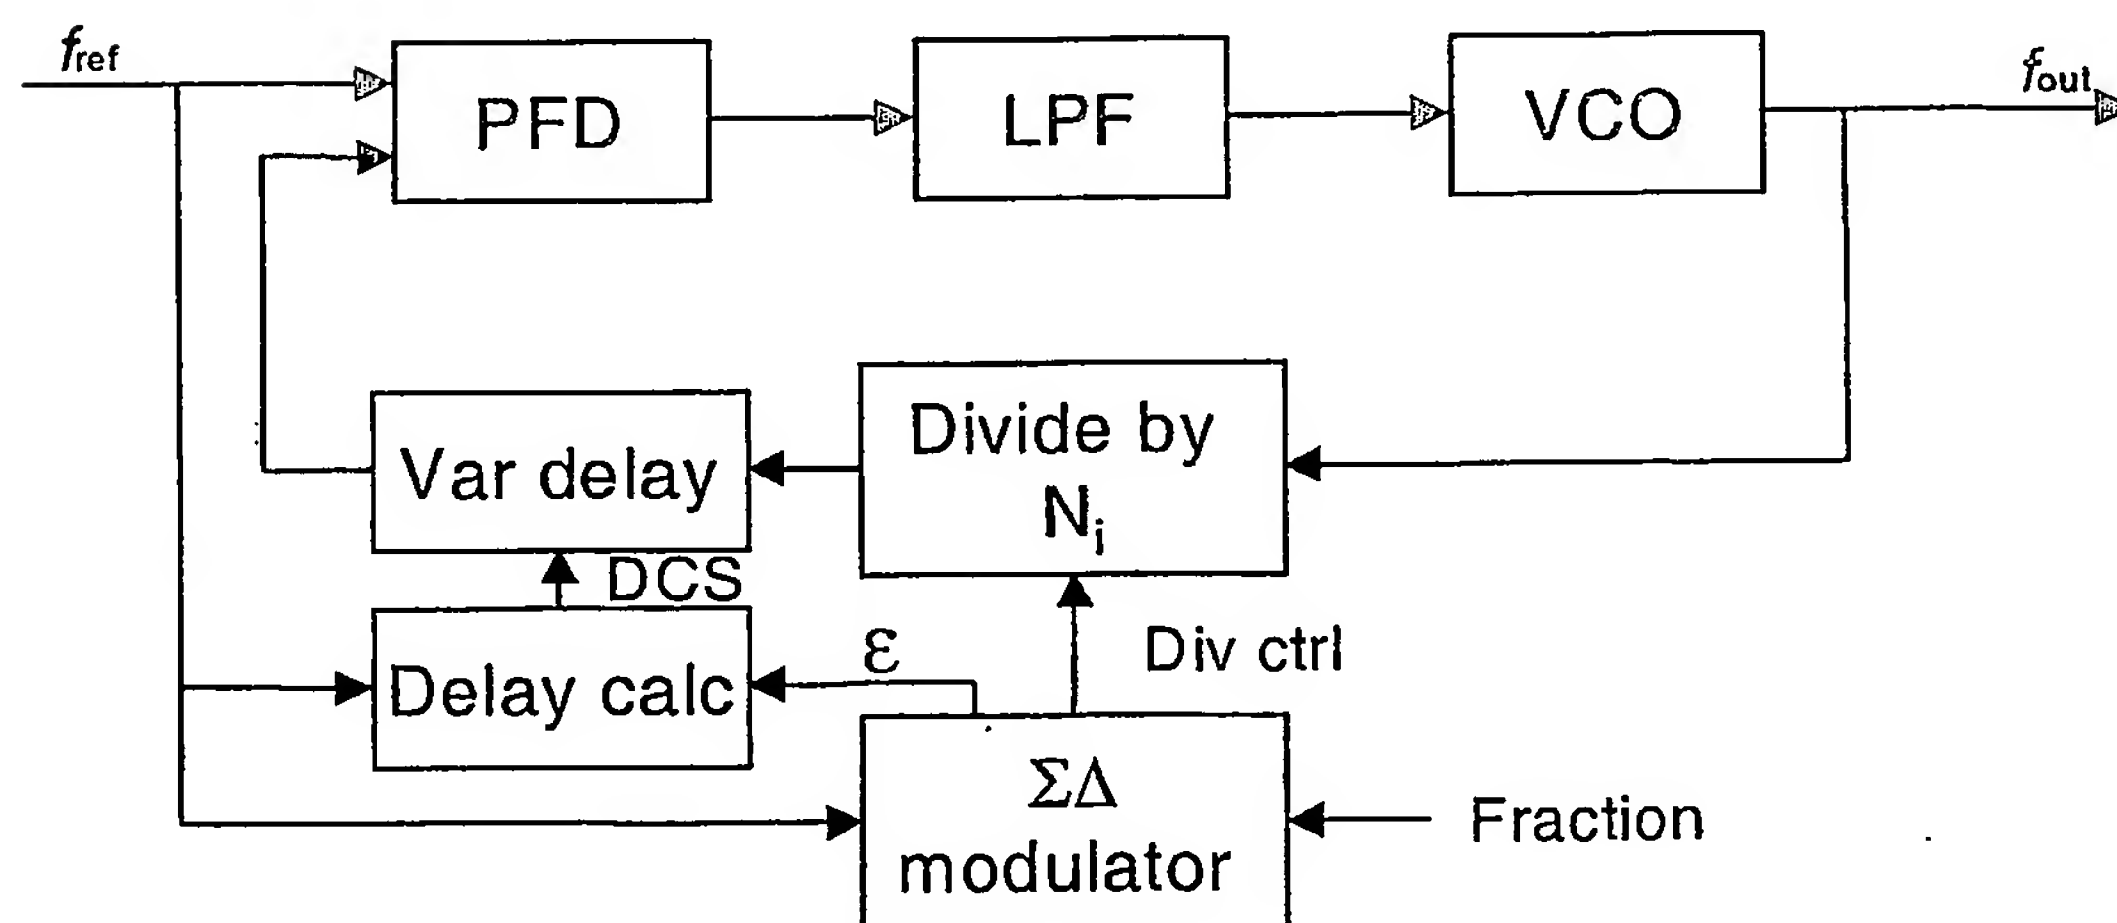 fref
PFD
LPF
VCO
fout
Var delay
Divide by
Ni
DCS
Delay calc
ε
Div ctrl
ΣΔ
modulator
Fraction